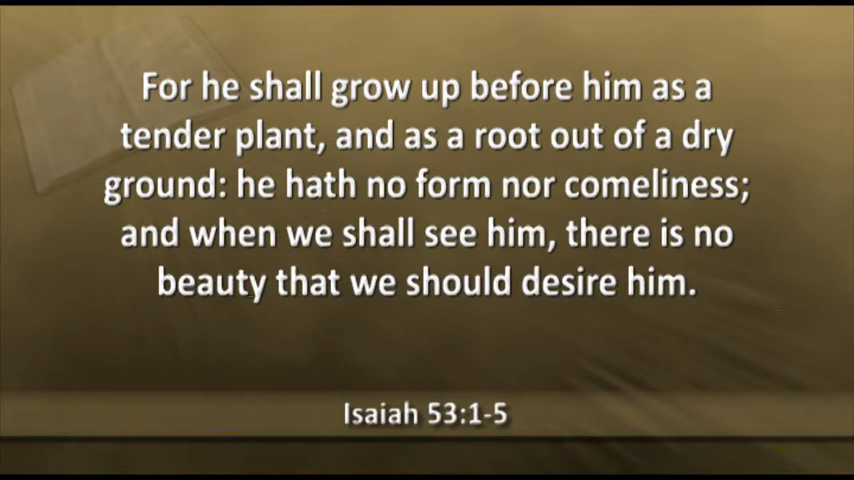 For he shall grow up before him as a
tender plant, and as a root out of a dry
ground: he hath no form nor comeliness;
and when we shall see him, there is no
beauty that we should desire him.
Isaiah 53:1-5